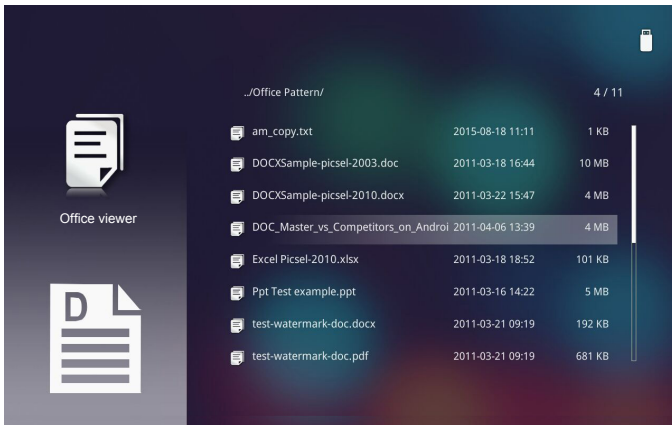 ../Office Pattern/ 4 / 11
am_copy.txt 2015-08-18 11:11 1 KB
DOCXSample-picsel-2003.doc 2011-03-18 16:44 10 MB
DOCXSample-picsel-2010.docx 2011-03-22 15:47 4 MB
Office viewer
DOC_Master_vs_Competitors_on_Androi 2011-04-06 13:39 4 MB
Excel Picsel-2010.xlsx 2011-03-18 18:52 101 KB
Ppt Test example.ppt 2011-03-16 14:22 5 MB
D
test-watermark-doc.docx 2011-03-21 09:19 192 KB
test-watermark-doc.pdf 2011-03-21 09:19 681 KB